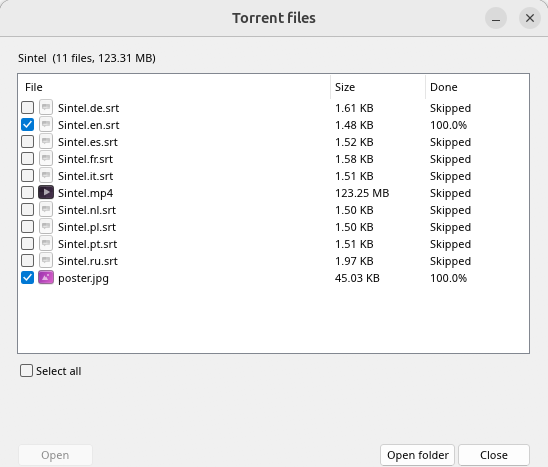 Torrent files
Sintel (11 files, 123.31 MB)
File Size Done
Sintel.de.srt 1.61 KB Skipped
Sintel.en.srt 1.48 KB 100.0%
Sintel.es.srt 1.52 KB Skipped
Sintel.fr.srt 1.58 KB Skipped
Sintel.it.srt 1.51 KB Skipped
Sintel.mp4 123.25 MB Skipped
Sintel.nl.srt 1.50 KB Skipped
Sintel.pl.srt 1.50 KB Skipped
Sintel.pt.srt 1.51 KB Skipped
Sintel.ru.srt 1.97 KB Skipped
poster.jpg 45.03 KB 100.0%
Select all
Open Open folder Close